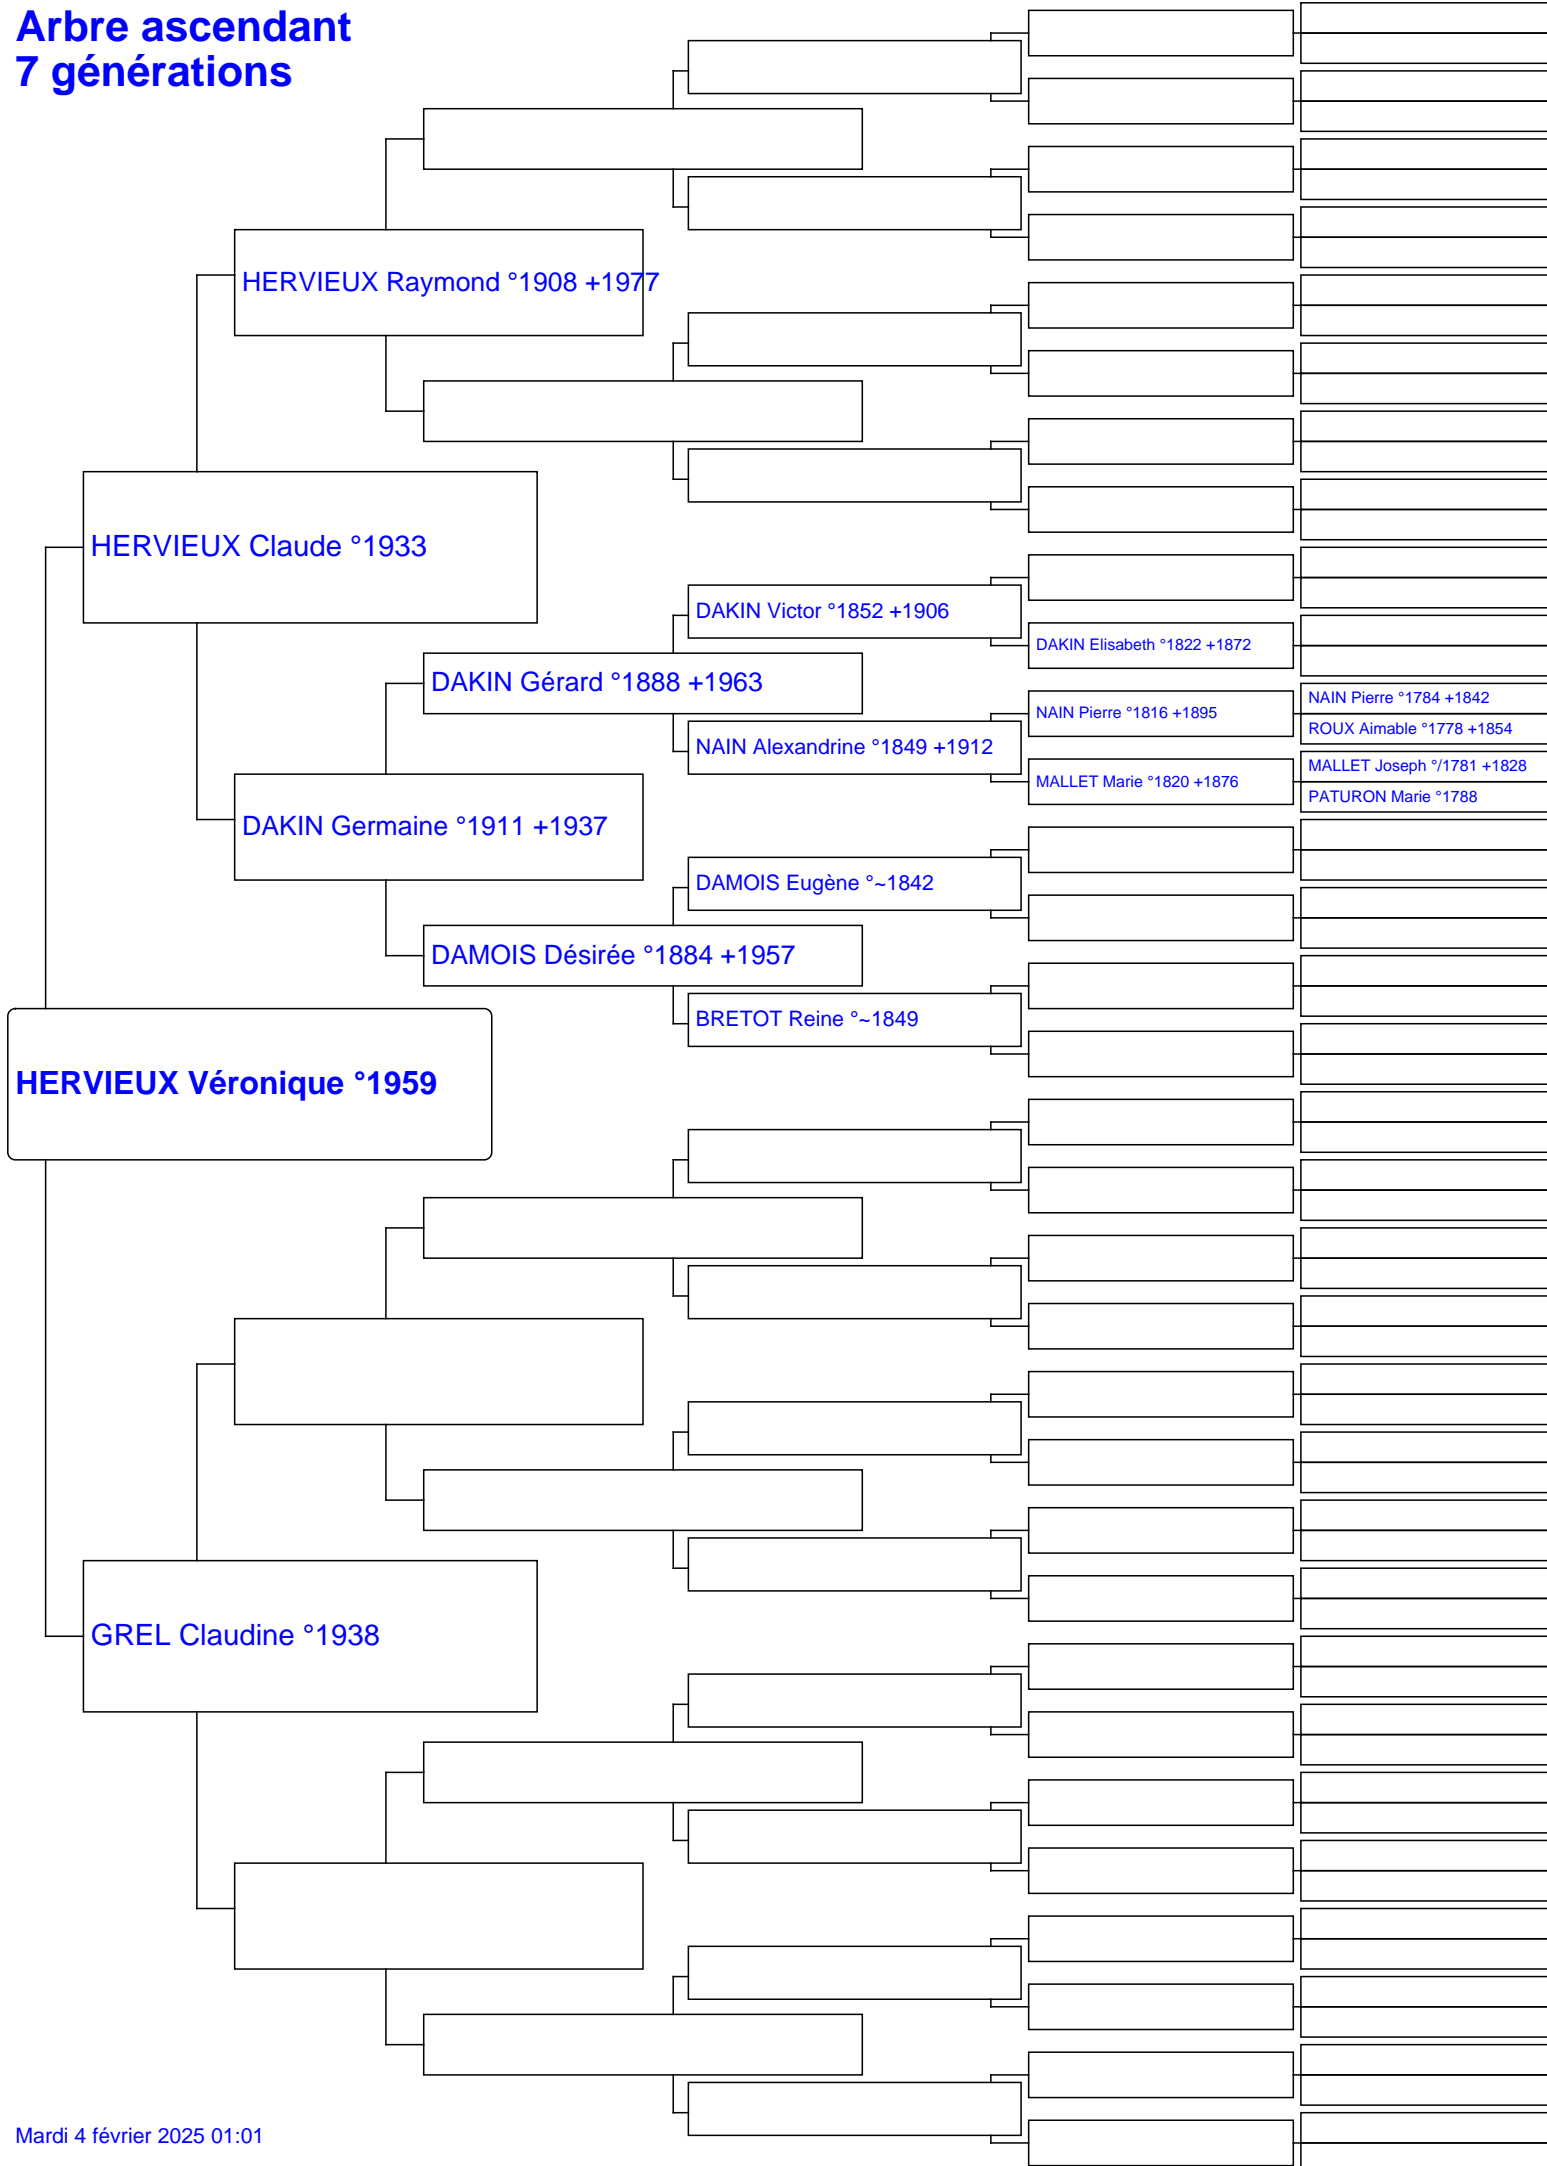 Arbre ascendant
7 générations
HERVIEUX Raymond °1908 +1977
HERVIEUX Claude °1933
DAKIN Victor °1852 +1906
DAKIN Elisabeth °1822 +1872
DAKIN Gérard °1888 +1963
NAIN Pierre °1784 +1842
NAIN Pierre °1816 +1895
ROUX Aimable °1778 +1854
NAIN Alexandrine °1849 +1912
MALLET Joseph °/1781 +1828
MALLET Marie °1820 +1876
PATURON Marie °1788
DAKIN Germaine °1911 +1937
DAMOIS Eugène °~1842
DAMOIS Désirée °1884 +1957
BRETOT Reine °~1849
HERVIEUX Véronique °1959
GREL Claudine °1938
Mardi 4 février 2025 01:01